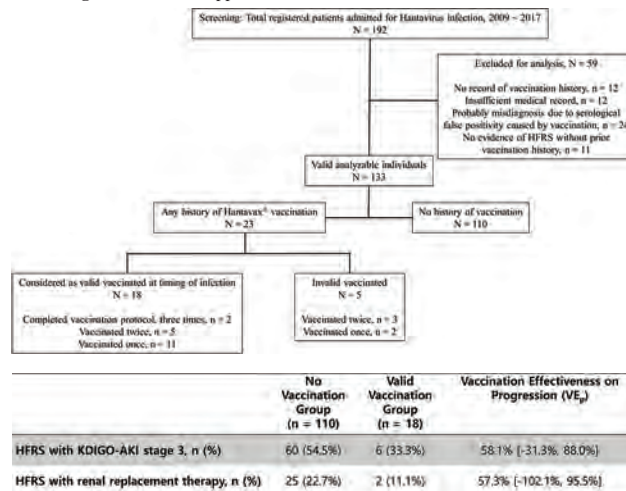 Screening: Total registered patients admitted for Hantavirus Infection, 2009 ~ 2017
N = 192
Excluded for analysis, N = 59
No record of vaccination history, n = 12
Insufficient medical record, n = 12
Probably misdiagnosis due to serological
false positivity caused by vaccination, n = 24
No evidence of HFRS without prior
vaccination history, n = 11
Valid analyzable individuals
N = 133
Any history of Hantavax® vaccination
N = 23
No history of vaccination
N = 110
Considered as valid vaccinated at timing of infection
N = 18
Completed vaccination protocol, three times, n = 2
Vaccinated twice, n = 5
Vaccinated once, n = 11
Invalid vaccinated
N = 5
Vaccinated twice, n = 3
Vaccinated once, n = 2
No Vaccination Group (n = 110)
Valid Vaccination Group (n = 18)
Vaccination Effectiveness on Progression (VEp)
HFRS with KDIGO-AKI stage 3, n (%) 60 (54.5%) 6 (33.3%) 58.1% [-31.3%, 88.0%]
HFRS with renal replacement therapy, n (%) 25 (22.7%) 2 (11.1%) 57.3% [-102.1%, 95.5%]